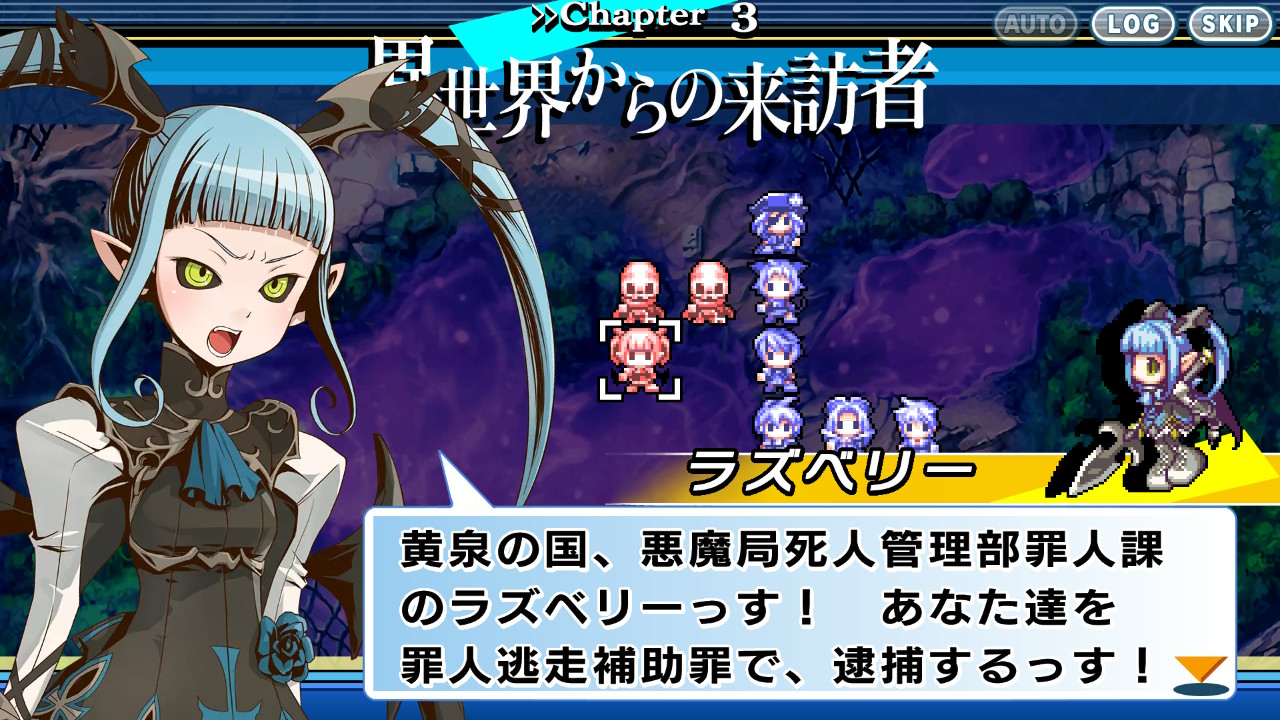 »Chapter 3
AUTO LOG SKIP
異世界からの来訪者
ラズベリー
黄泉の国、悪魔局死人管理部罪人課
のラズベリーっす！　あなた達を
罪人逃走補助罪で、逮捕するっす！